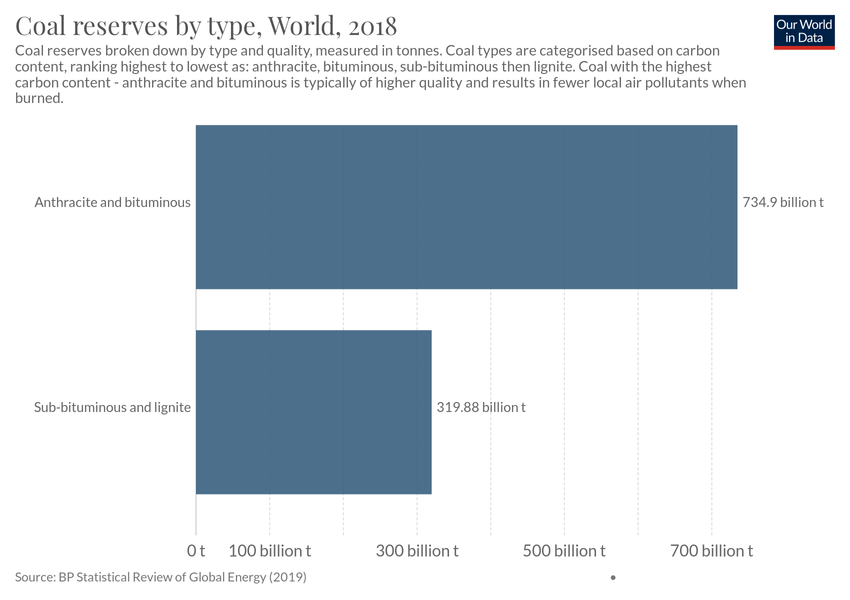 Coal reserves by type, World, 2018
Our World
in Data
Coal reserves broken down by type and quality, measured in tonnes. Coal types are categorised based on carbon
content, ranking highest to lowest as: anthracite, bituminous, sub-bituminous then lignite. Coal with the highest
carbon content - anthracite and bituminous is typically of higher quality and results in fewer local air pollutants when
burned.
Anthracite and bituminous
734.9 billion t
Sub-bituminous and lignite
319.88 billion t
0 t
100 billion t
300 billion t
500 billion t
700 billion t
Source: BP Statistical Review of Global Energy (2019)
•